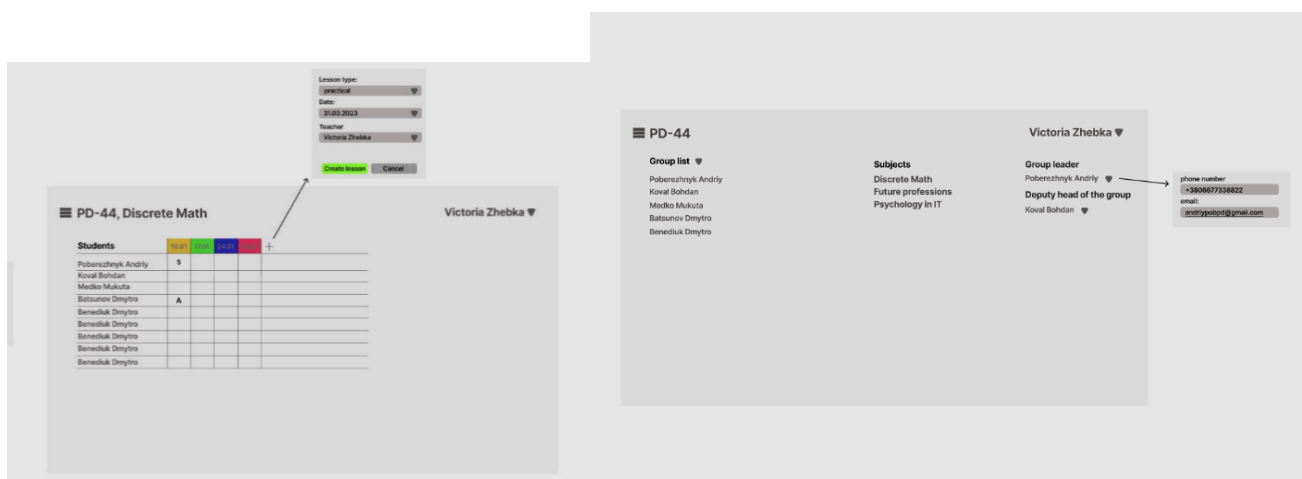 Lesson type:
practical
Date:
31.03.2023
Teacher
Victoria Zhebka
Create lesson Cancel
PD-44, Discrete Math Victoria Zhebka
Students 10.01 17.01 24.01 +
Poberezhnyk Andriy 5
Koval Bohdan
Medko Mukuta
Batsunov Dmytro A
Benediuk Dmytro
Benediuk Dmytro
Benediuk Dmytro
Benediuk Dmytro
Benediuk Dmytro
PD-44 Victoria Zhebka
Group list Subjects Group leader
Poberezhnyk Andriy Discrete Math Poberezhnyk Andriy
Koval Bohdan Future professions Deputy head of the group
Medko Mukuta Psychology in IT Koval Bohdan
Batsunov Dmytro
Benediuk Dmytro
phone number
+3806677338822
email:
andriypobpd@gmail.com